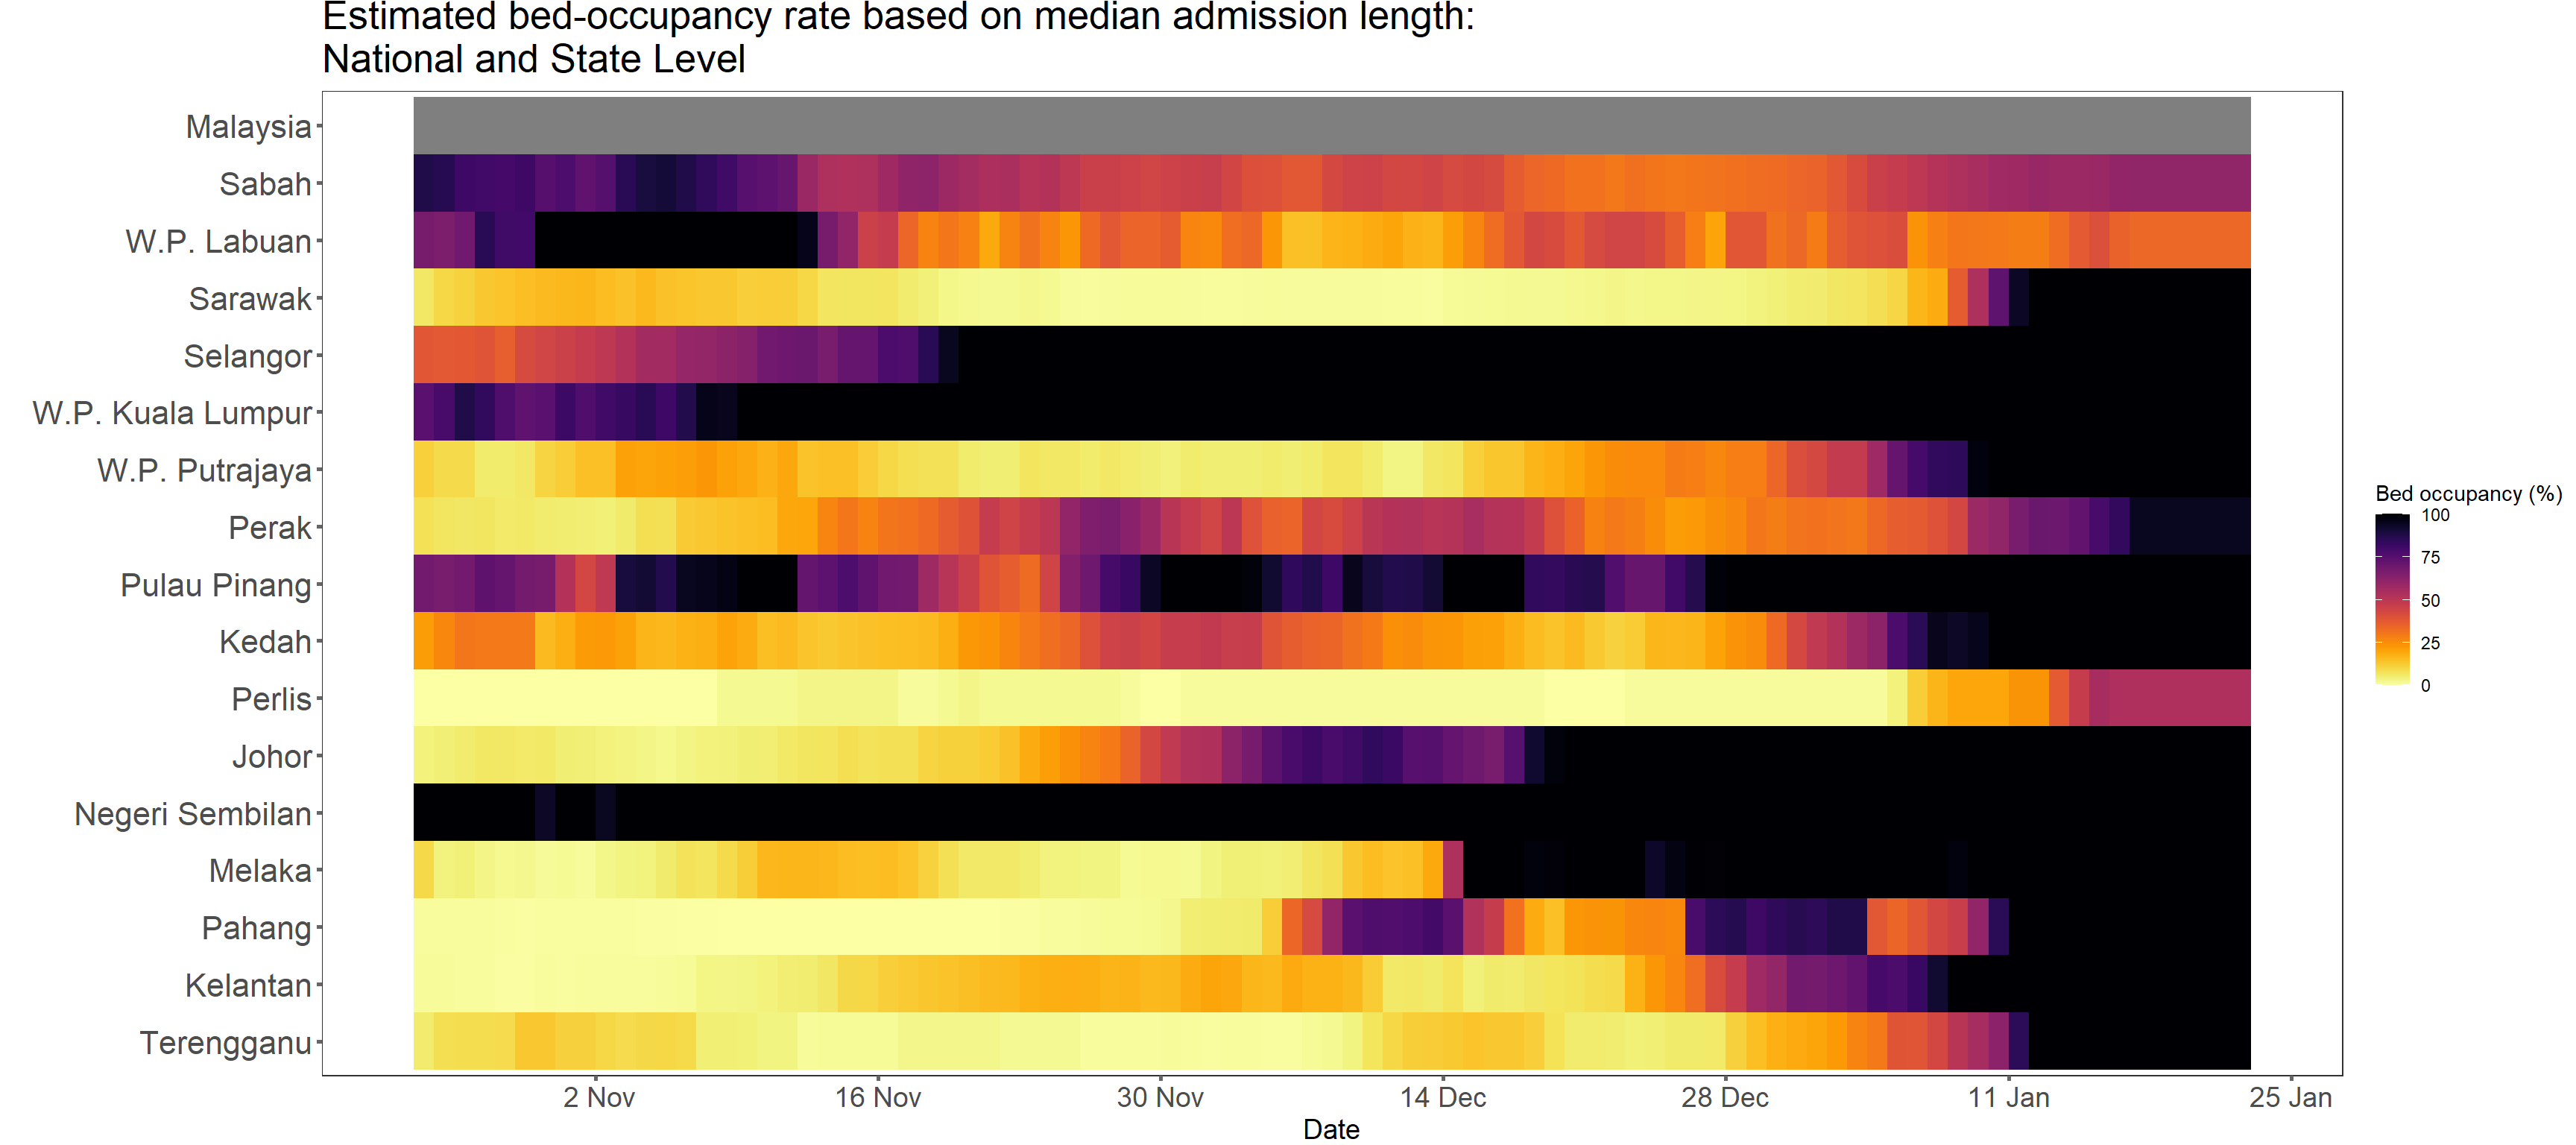 Estimated bed-occupancy rate based on median admission length:
National and State Level
Malaysia
Sabah
W.P. Labuan
Sarawak
Selangor
W.P. Kuala Lumpur
W.P. Putrajaya
Perak
Pulau Pinang
Kedah
Perlis
Johor
Negeri Sembilan
Melaka
Pahang
Kelantan
Terengganu
2 Nov
16 Nov
30 Nov
14 Dec
28 Dec
11 Jan
25 Jan
Date
Bed occupancy (%)
100
75
50
25
0